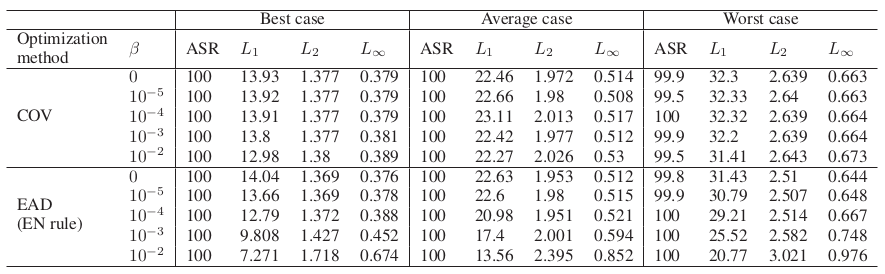 Best case Average case Worst case
Optimization method β ASR L₁ L₂ L∞ ASR L₁ L₂ L∞ ASR L₁ L₂ L∞
COV
0 100 13.93 1.377 0.379 100 22.46 1.972 0.514 99.9 32.3 2.639 0.663
10⁻⁵ 100 13.92 1.377 0.379 100 22.66 1.98 0.508 99.5 32.33 2.64 0.663
10⁻⁴ 100 13.91 1.377 0.379 100 23.11 2.013 0.517 100 32.32 2.639 0.664
10⁻³ 100 13.8 1.377 0.381 100 22.42 1.977 0.512 99.9 32.2 2.639 0.664
10⁻² 100 12.98 1.38 0.389 100 22.27 2.026 0.53 99.5 31.41 2.643 0.673
EAD
(EN rule)
0 100 14.04 1.369 0.376 100 22.63 1.953 0.512 99.8 31.43 2.51 0.644
10⁻⁵ 100 13.66 1.369 0.378 100 22.6 1.98 0.515 99.9 30.79 2.507 0.648
10⁻⁴ 100 12.79 1.372 0.388 100 20.98 1.951 0.521 100 29.21 2.514 0.667
10⁻³ 100 9.808 1.427 0.452 100 17.4 2.001 0.594 100 25.52 2.582 0.748
10⁻² 100 7.271 1.718 0.674 100 13.56 2.395 0.852 100 20.77 3.021 0.976